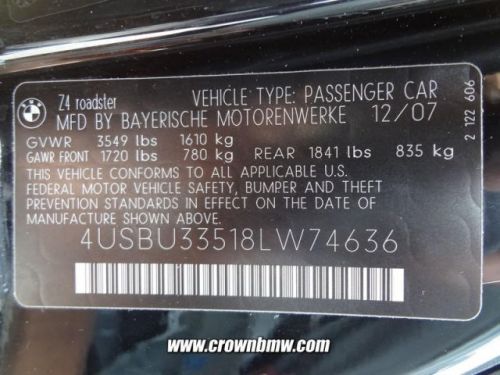 Z4 roadster VEHICLE TYPE: PASSENGER CAR
MFD BY BAYERISCHE MOTORENWERKE 12/07
GVWR 3549 lbs 1610 kg
GAWR FRONT 1720 lbs 780 kg REAR 1841 lbs 835 kg
THIS VEHICLE CONFORMS TO ALL APPLICABLE U.S.
FEDERAL MOTOR VEHICLE SAFETY, BUMPER AND THEFT
PREVENTION STANDARDS IN EFFECT ON THE DATE OF
MANUFACTURE SHOWN ABOVE:
4USBU33518LW74636
2 122 606
www.crownbmw.com